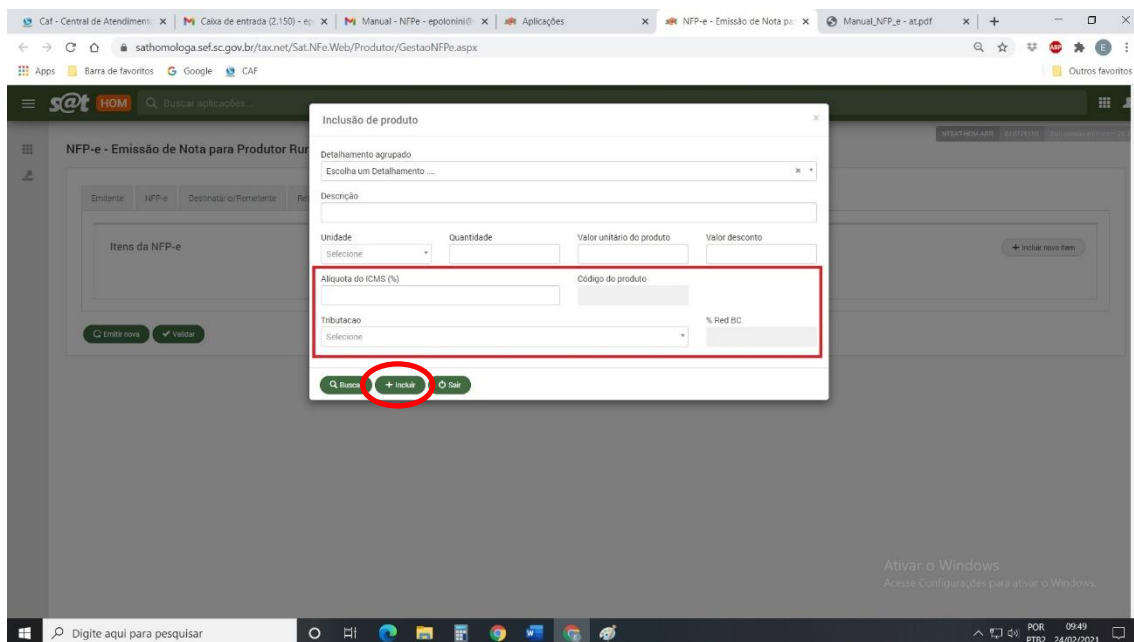 Caf - Central de Atendimento
Caixa de entrada (2.150) - ep
Manual - NFPe - epolonini@
Aplicações
NFP-e - Emissão de Nota pa
Manual_NFP_e - at.pdf
sathomologa.sef.sc.gov.br/tax.net/Sat.NFe.Web/Produtor/GestaoNFPe.aspx
ABP
E
Apps
Barra de favoritos
Google
CAF
Outros favoritos
s@t HOM
Buscar aplicações...
Inclusão de produto
NFP-e - Emissão de Nota para Produtor Rur
Detalhamento agrupado
Escolha um Detalhamento ....
Emitente
NFP-e
Destinatário/Remetente
Descrição
Itens da NFP-e
Unidade
Quantidade
Valor unitário do produto
Valor desconto
Selecione
+ Incluir novo item
Alíquota do ICMS (%)
Código do produto
Tributacao
% Red BC
Selecione
Emitir nova
Validar
Busca
+ Incluir
Sair
Ativar o Windows
Acesse Configurações para ativar o Windows.
Digite aqui para pesquisar
POR
PTB2
09:49
24/02/2021